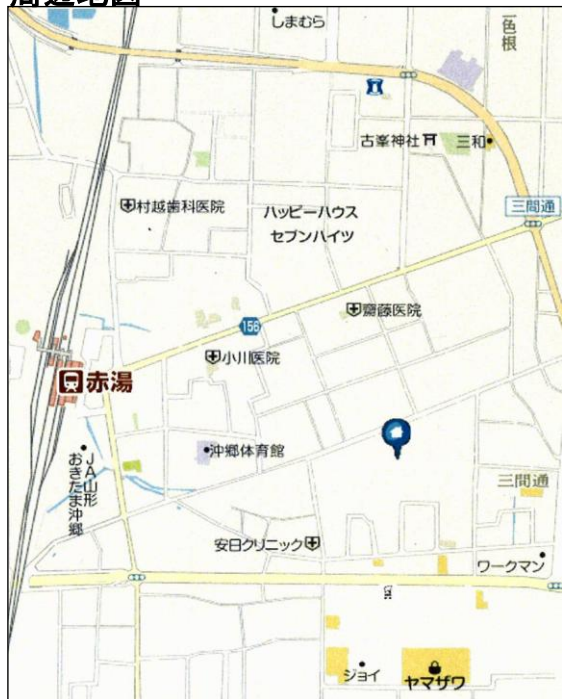 周辺地図
しまむら
一色根
古峯神社
三和
三間通
村越歯科医院
ハッピーハウス
セブンハイツ
齋藤医院
156
小川医院
赤湯
沖郷体育館
JA山形
おきたま沖郷
三間通
安日クリニック
ワークマン
ジョイ
ヤマザワ